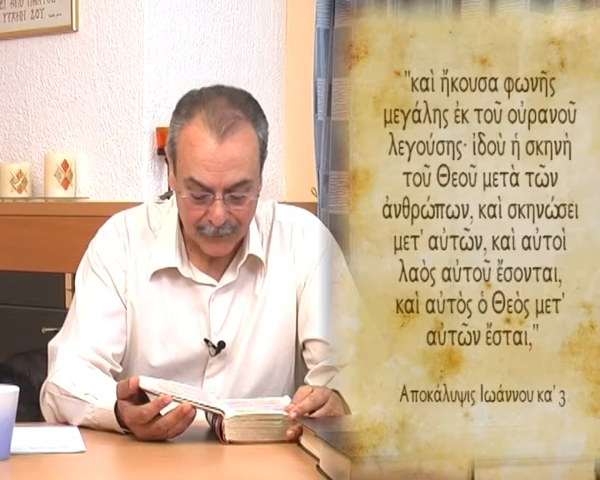 ΥΥΧΗΝ ΣΟΥ
"καὶ ἤκουσα φωνῆς
μεγάλης ἐκ τοῦ οὐρανοῦ
λεγούσης· ἰδοὺ ἡ σκηνὴ
τοῦ Θεοῦ μετὰ τῶν
ἀνθρώπων, καὶ σκηνώσει
μετ' αὐτῶν, καὶ αὐτοὶ
λαὸς αὐτοῦ ἔσονται,
καὶ αὐτὸς ὁ Θεὸς μετ'
αὐτῶν ἔσται,"
Αποκάλυψις Ιωάννου κα' 3